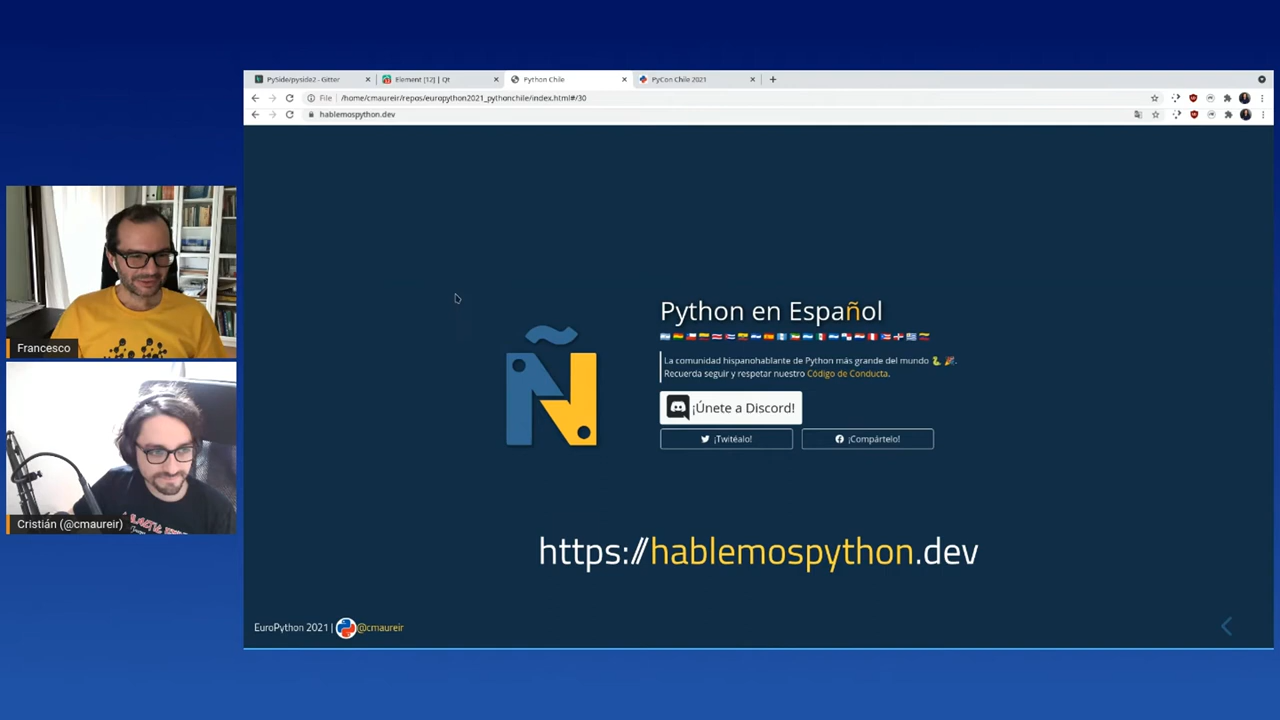 PySide/pyside2 - Gitter
Element [12] | Qt
Python Chile
PyCon Chile 2021
File /home/cmaureir/repos/europython2021_pythonchile/index.html#/30
hablemospython.dev
Python en Español
La comunidad hispanohablante de Python más grande del mundo 🐍 🎉.
Recuerda seguir y respetar nuestro Código de Conducta.
Ñ
¡Únete a Discord!
¡Twitéalo!
¡Compártelo!
https://hablemospython.dev
EuroPython 2021 | @cmaureir
Francesco
Cristián (@cmaureir)